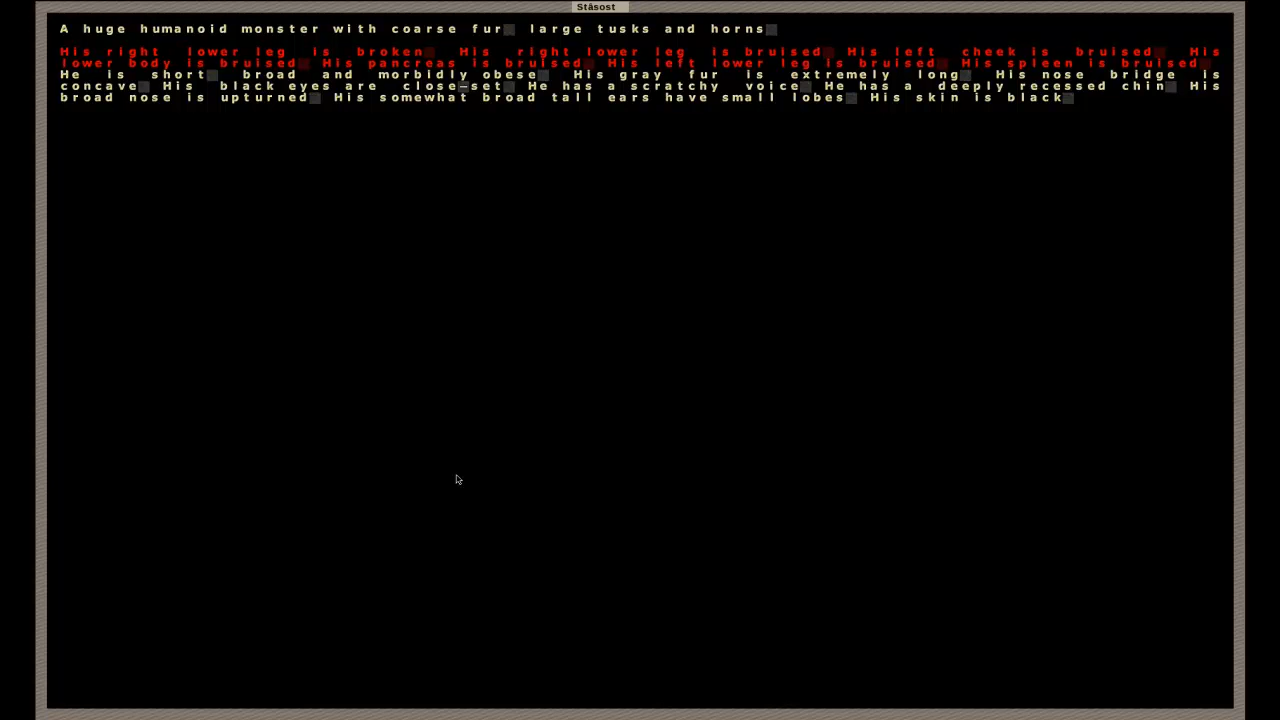 Stâsost
A huge humanoid monster with coarse fur, large tusks and horns.
His right lower leg is broken. His right lower leg is bruised. His left cheek is bruised. His
lower body is bruised. His pancreas is bruised. His left lower leg is bruised. His spleen is bruised.
He is short, broad and morbidly obese. His gray fur is extremely long. His nose bridge is
concave. His black eyes are close-set. He has a scratchy voice. He has a deeply recessed chin. His
broad nose is upturned. His somewhat broad tall ears have small lobes. His skin is black.